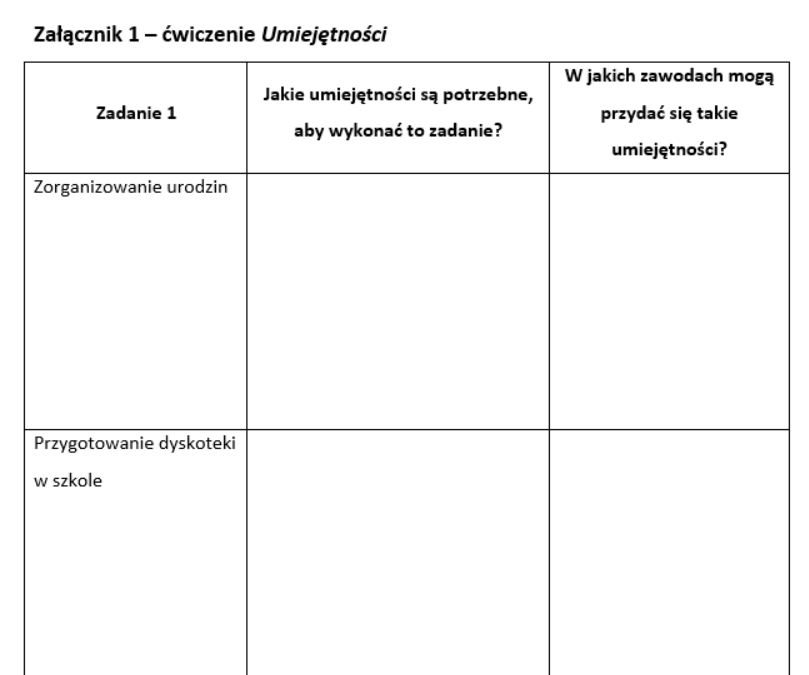 Załącznik 1 – ćwiczenie Umiejętności
Zadanie 1
Jakie umiejętności są potrzebne,
aby wykonać to zadanie?
W jakich zawodach mogą
przydać się takie
umiejętności?
Zorganizowanie urodzin
Przygotowanie dyskoteki
w szkole